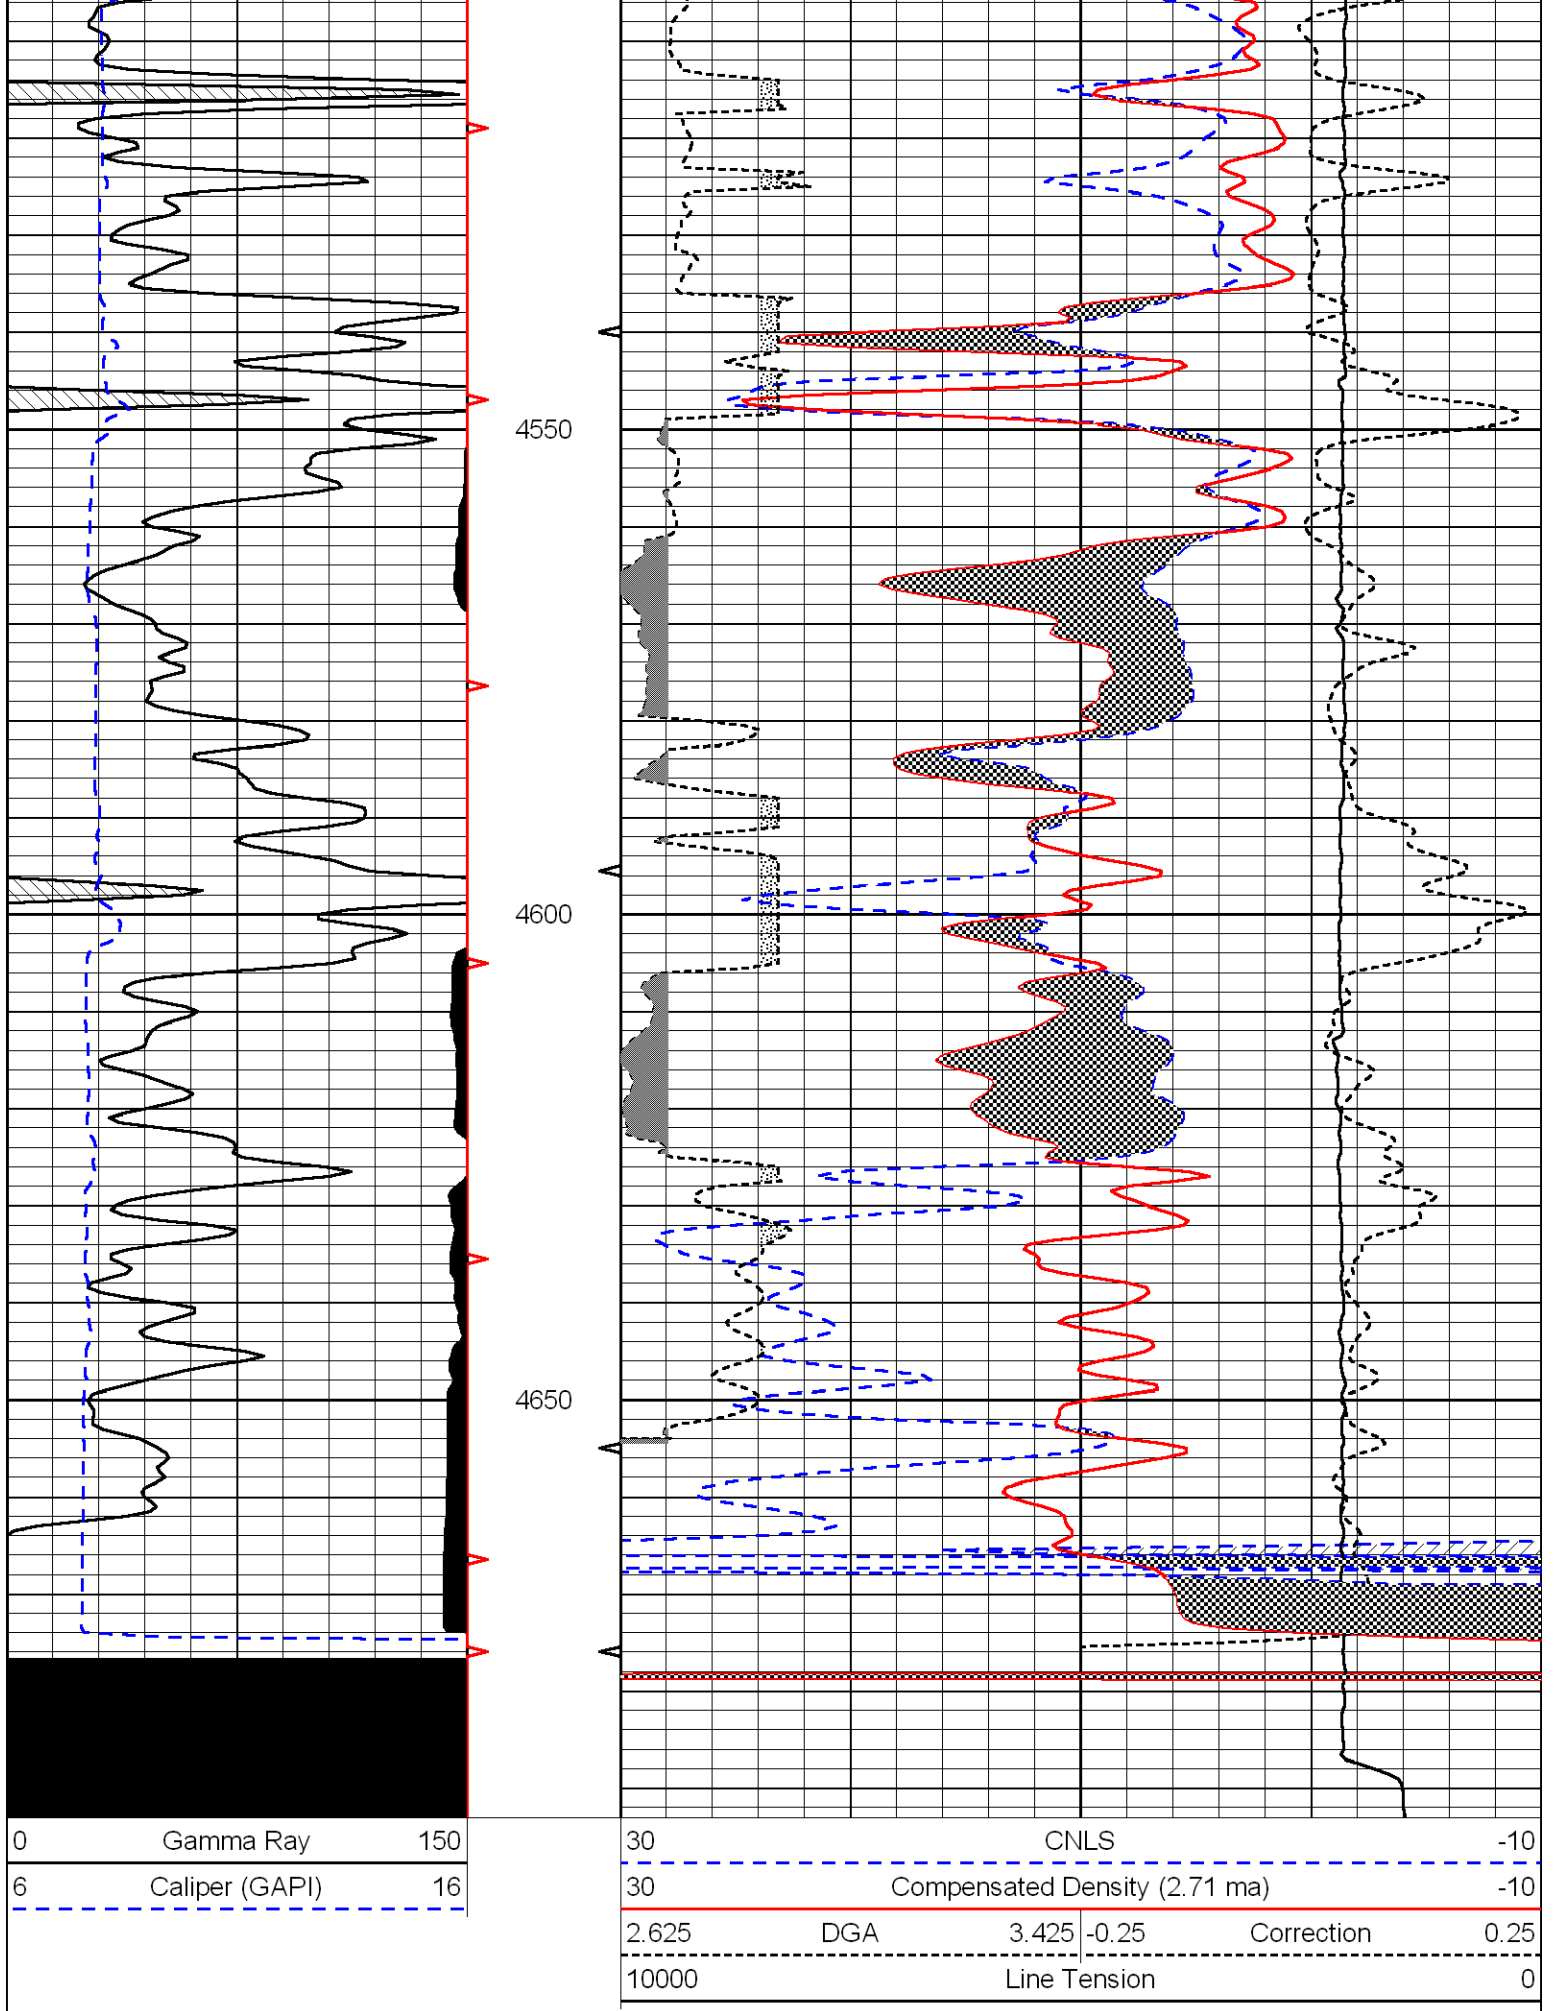 4550
4600
4650
0 Gamma Ray 150
6 Caliper (GAPI) 16
30 CNLS -10
30 Compensated Density (2.71 ma) -10
2.625 DGA 3.425 -0.25 Correction 0.25
10000 Line Tension 0